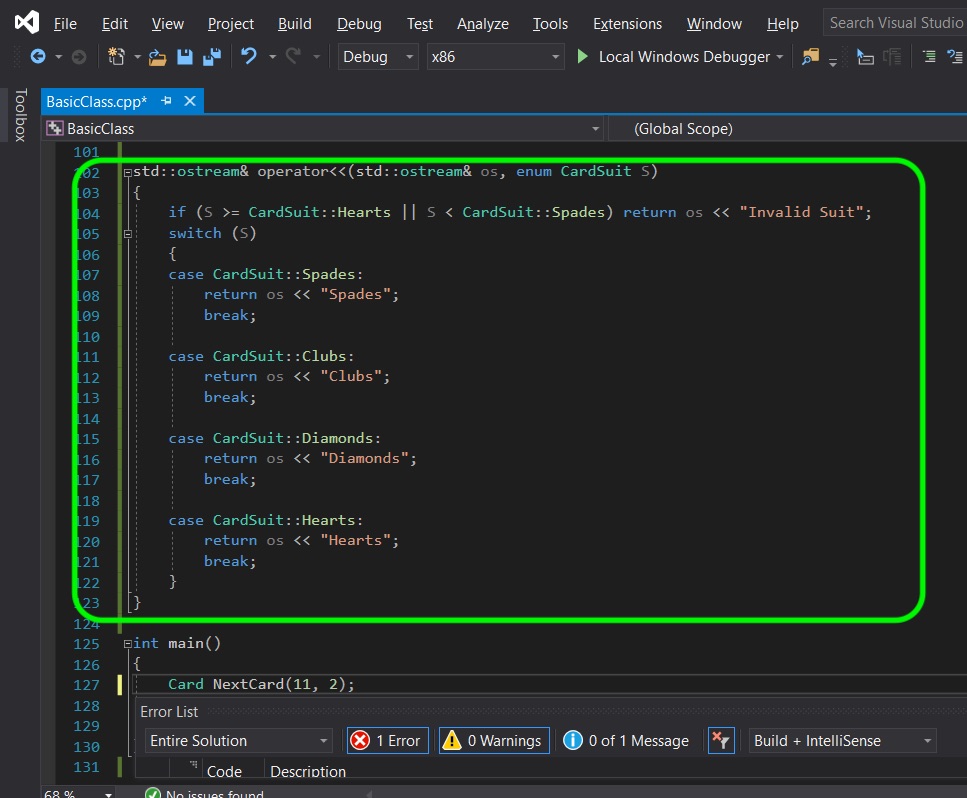 File Edit View Project Build Debug Test Analyze Tools Extensions Window Help Search Visual Studio
Debug x86 Local Windows Debugger
Toolbox
BasicClass.cpp*
BasicClass (Global Scope)
101
102 std::ostream& operator<<(std::ostream& os, enum CardSuit S)
103 {
104 if (S >= CardSuit::Hearts || S < CardSuit::Spades) return os << "Invalid Suit";
105 switch (S)
106 {
107 case CardSuit::Spades:
108 return os << "Spades";
109 break;
110
111 case CardSuit::Clubs:
112 return os << "Clubs";
113 break;
114
115 case CardSuit::Diamonds:
116 return os << "Diamonds";
117 break;
118
119 case CardSuit::Hearts:
120 return os << "Hearts";
121 break;
122 }
123 }
124
125 int main()
126 {
127 Card NextCard(11, 2);
128
129
130
131
Error List
Entire Solution 1 Error 0 Warnings 0 of 1 Message Build + IntelliSense
Code Description
68 % No issues found